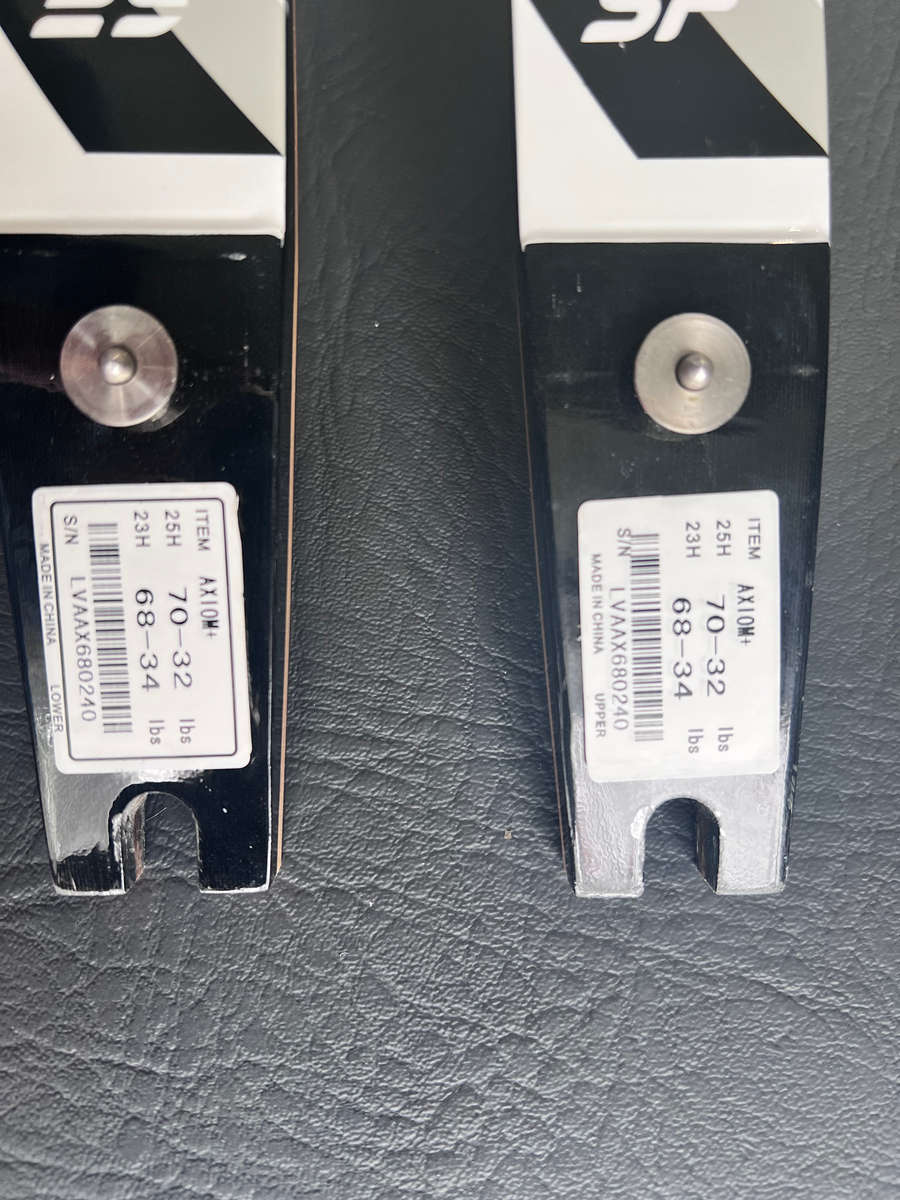 ITEM AXIOM+
25H 70-32 lbs
23H 68-34 lbs
S/N LVAAX680240
MADE IN CHINA LOWER
SF
ITEM AXIOM+
25H 70-32 lbs
23H 68-34 lbs
S/N LVAAX680240
MADE IN CHINA UPPER